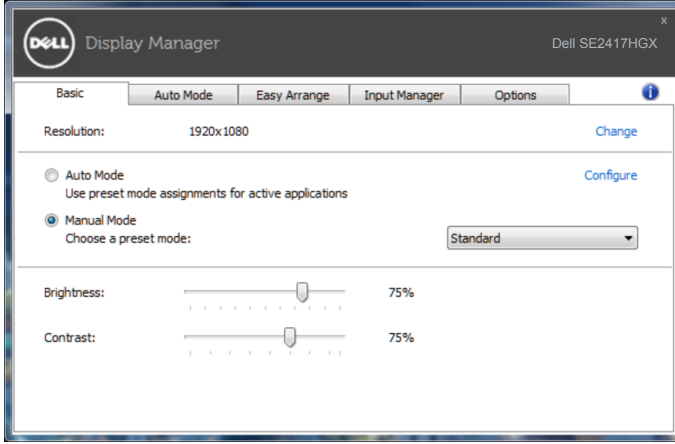 x
DELL Display Manager Dell SE2417HGX
Basic Auto Mode Easy Arrange Input Manager Options i
Resolution: 1920x1080 Change
Auto Mode Configure
Use preset mode assignments for active applications
Manual Mode
Choose a preset mode: Standard
Brightness: 75%
Contrast: 75%